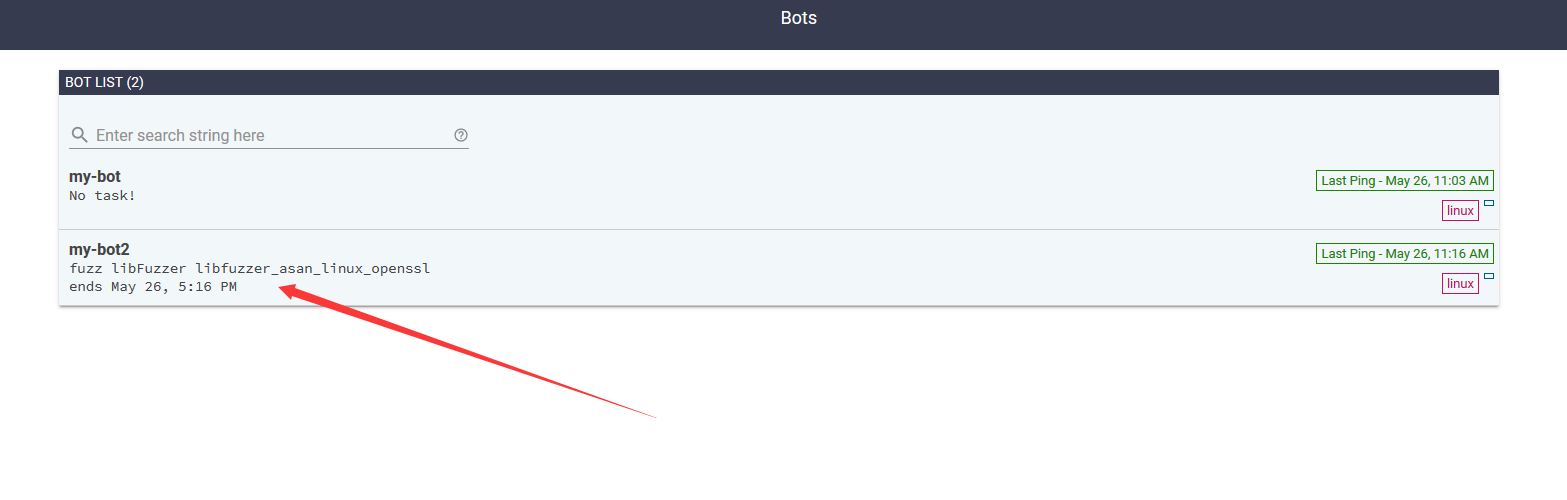 Bots
BOT LIST (2)
Enter search string here
my-bot
No task!
Last Ping - May 26, 11:03 AM
linux
my-bot2
fuzz libFuzzer libfuzzer_asan_linux_openssl
ends May 26, 5:16 PM
Last Ping - May 26, 11:16 AM
linux